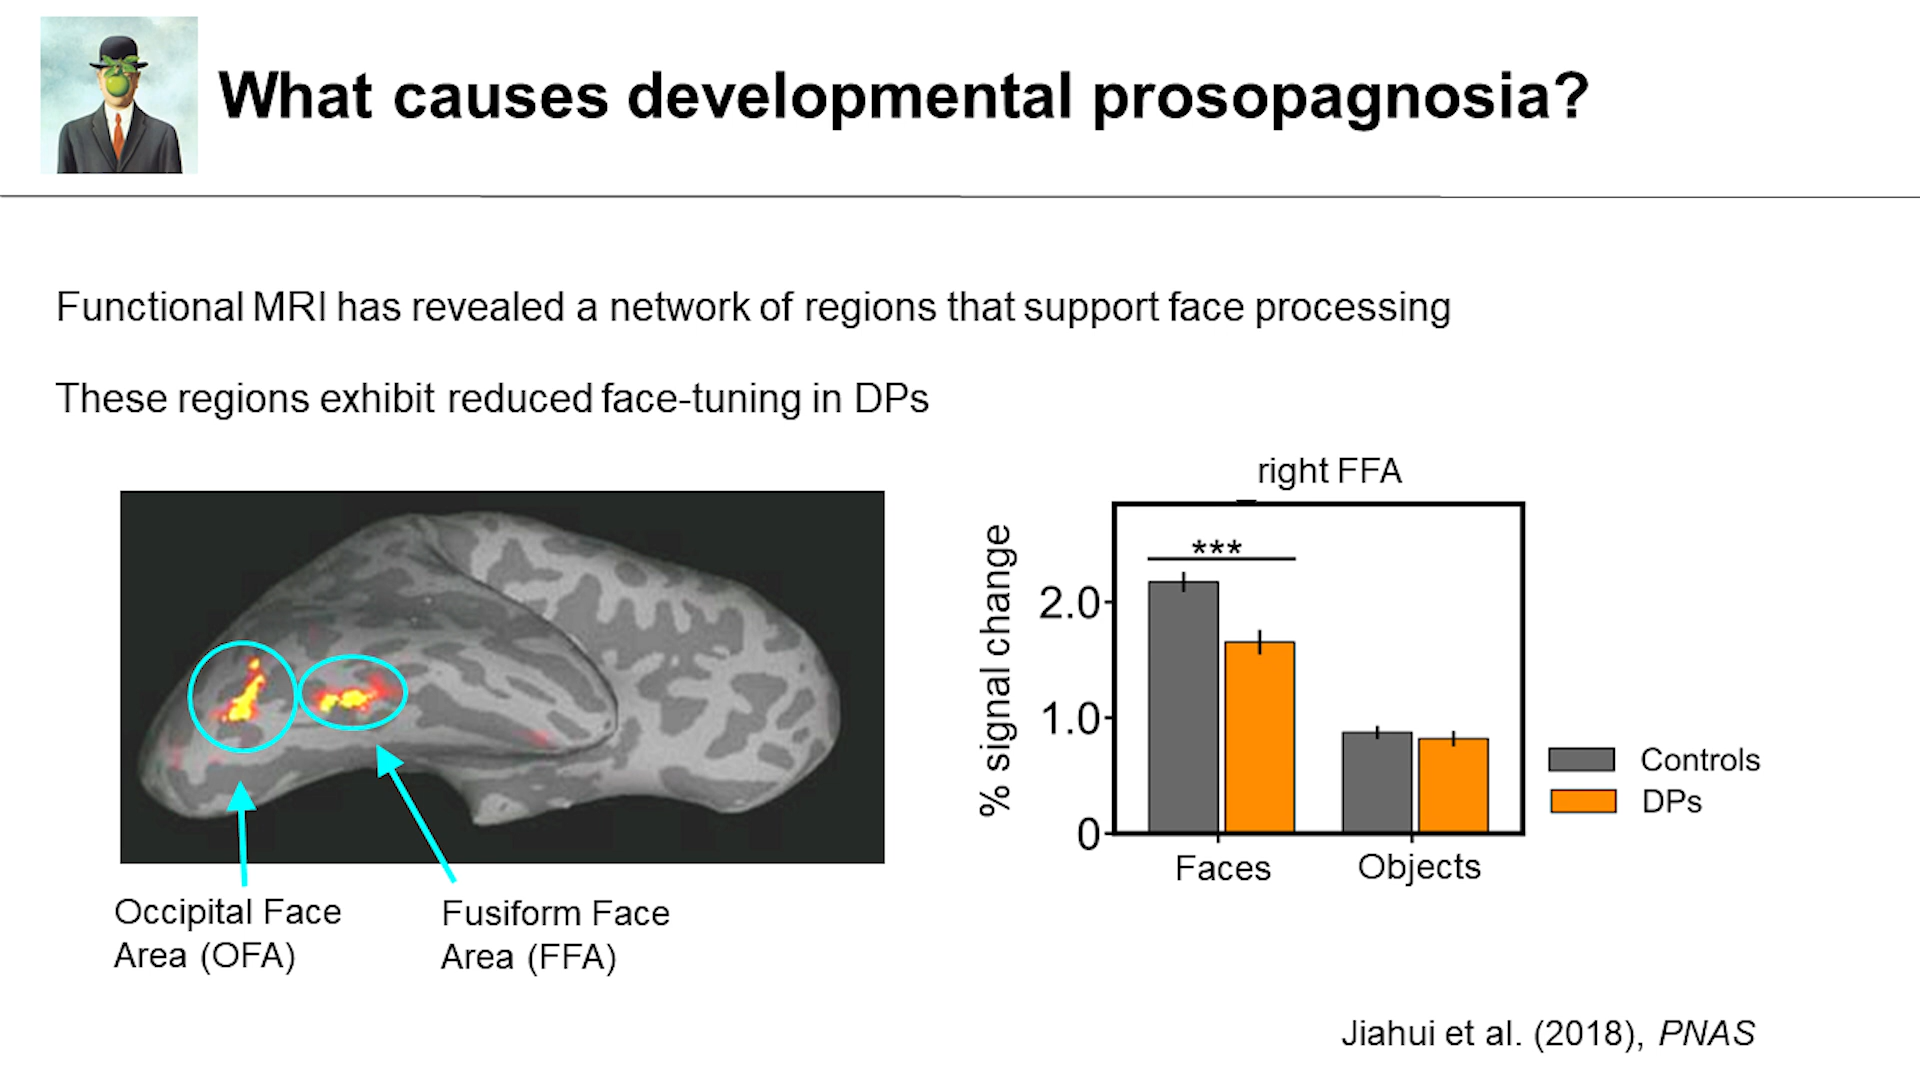 What causes developmental prosopagnosia?
Functional MRI has revealed a network of regions that support face processing
These regions exhibit reduced face-tuning in DPs
Occipital Face
Area (OFA)
Fusiform Face
Area (FFA)
right FFA
% signal change
***
2.0
1.0
0
Faces
Objects
Controls
DPs
Jiahui et al. (2018), PNAS